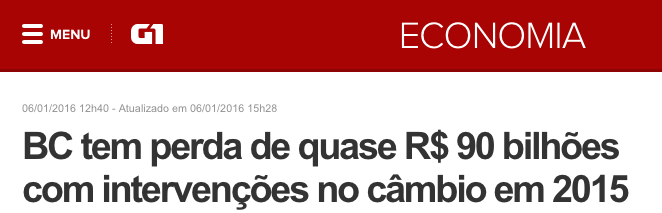 MENU G1 ECONOMIA
06/01/2016 12h40 - Atualizado em 06/01/2016 15h28
BC tem perda de quase R$ 90 bilhões
com intervenções no câmbio em 2015